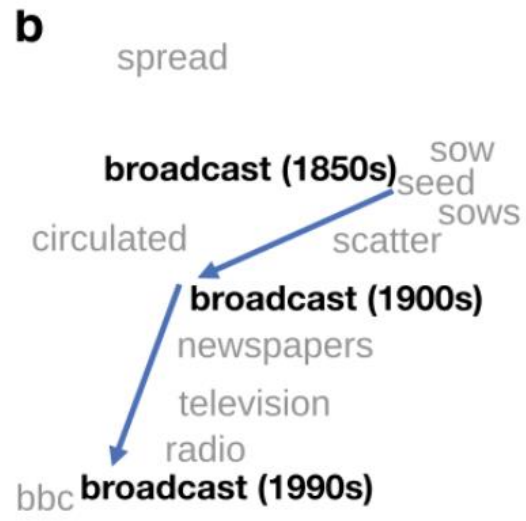 b
spread
sow
broadcast (1850s)
seed
sows
circulated
scatter
broadcast (1900s)
newspapers
television
radio
bbc broadcast (1990s)